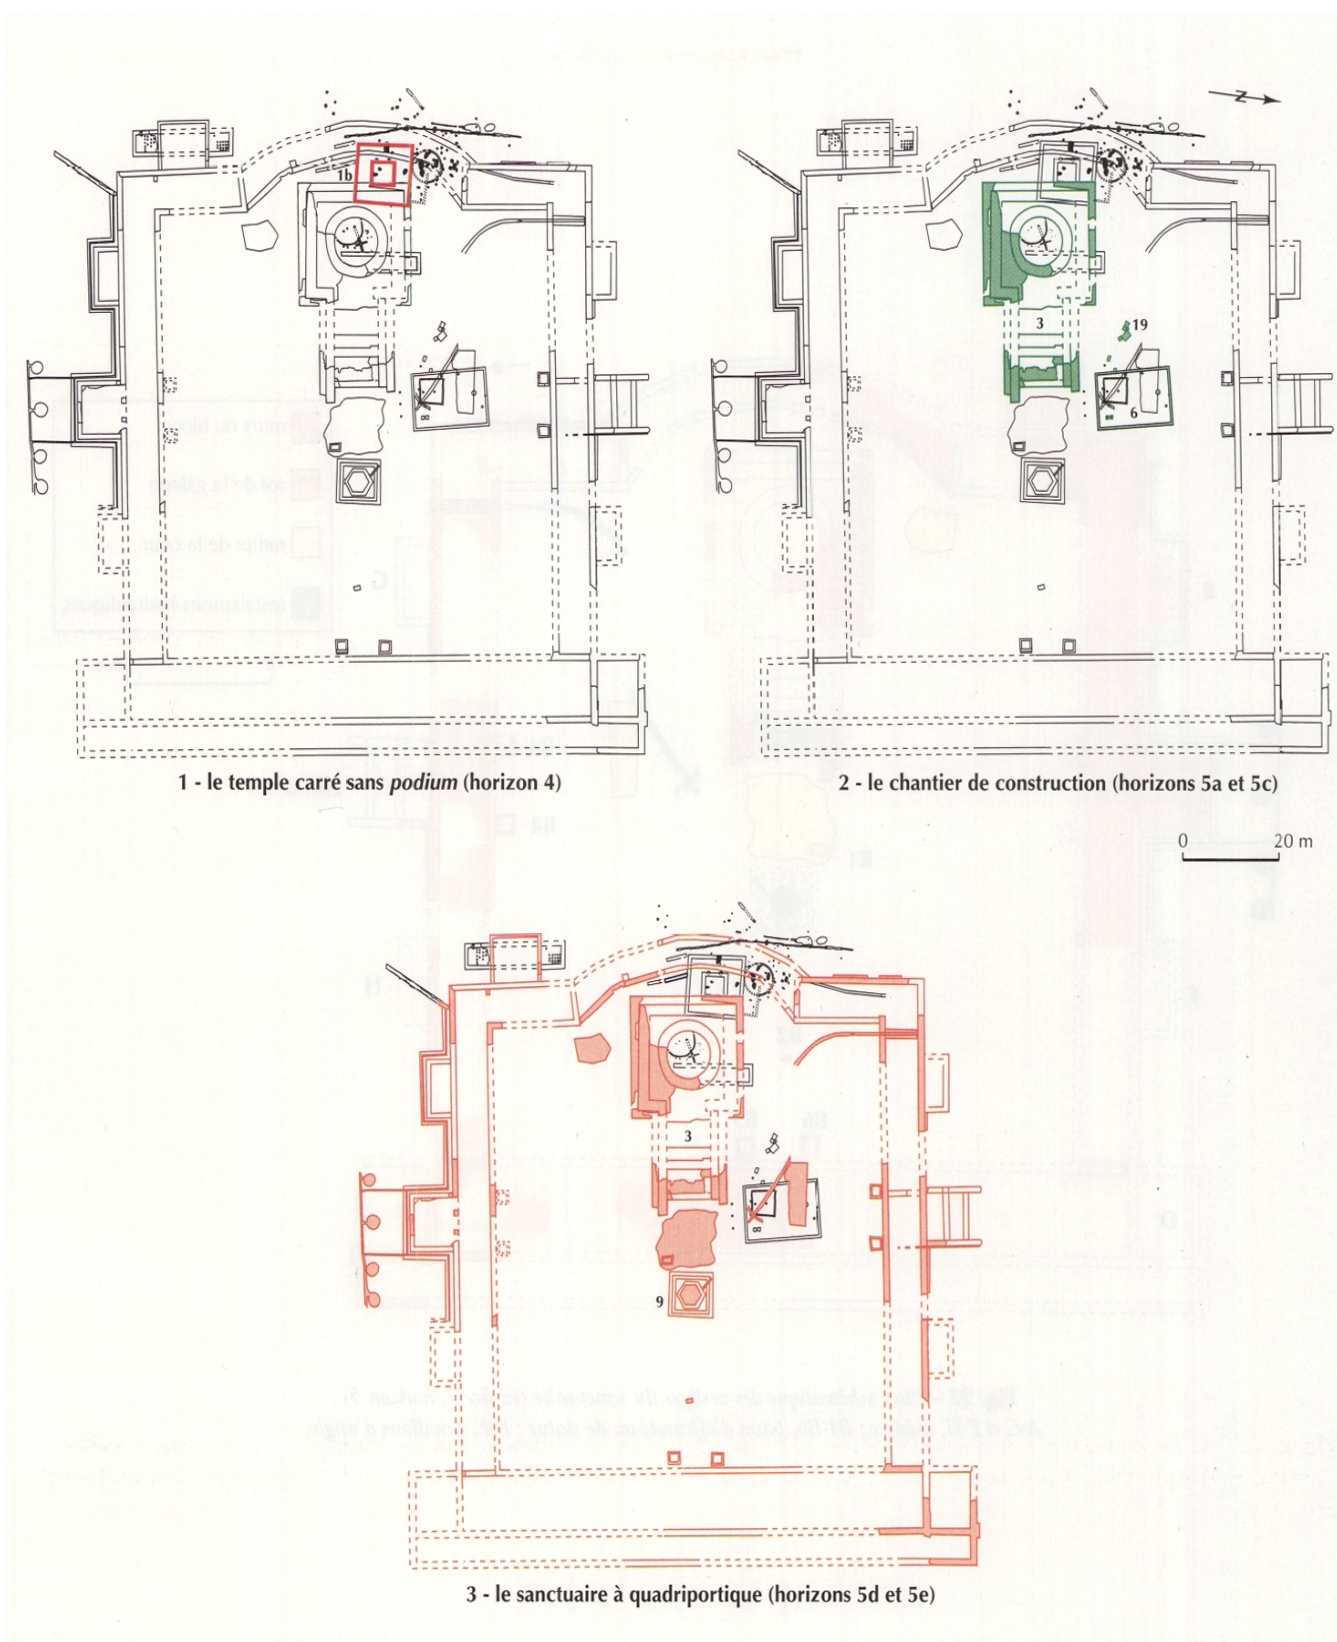 N
1b
3
19
6
1 - le temple carré sans podium (horizon 4)
2 - le chantier de construction (horizons 5a et 5c)
0 20 m
3
9
3 - le sanctuaire à quadriportique (horizons 5d et 5e)